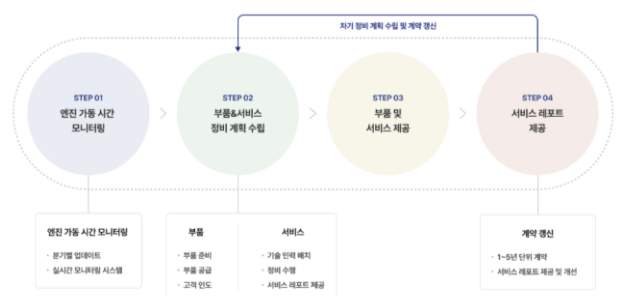 차기 정비 계획 수립 및 계약 갱신
STEP 01
엔진 가동 시간
모니터링
STEP 02
부품&서비스
정비 계획 수립
STEP 03
부품 및
서비스 제공
STEP 04
서비스 레포트
제공
엔진 가동 시간 모니터링
· 분기별 업데이트
· 실시간 모니터링 시스템
부품
· 부품 준비
· 부품 공급
· 고객 인도
서비스
· 기술 인력 배치
· 정비 수행
· 서비스 레포트 제공
계약 갱신
· 1~5년 단위 계약
· 서비스 레포트 제공 및 개선